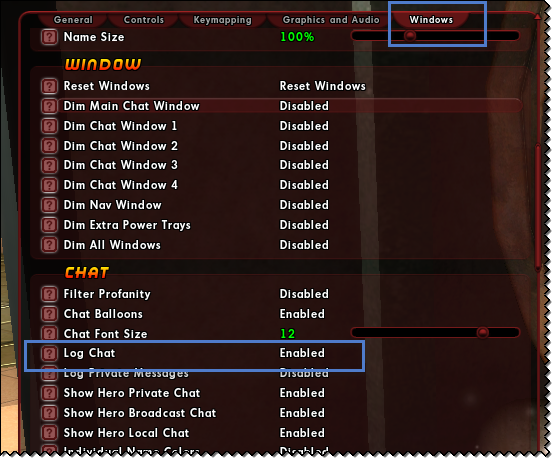 General Controls Keymapping Graphics and Audio Windows
? Name Size 100%
WINDOW
? Reset Windows Reset Windows
? Dim Main Chat Window Disabled
? Dim Chat Window 1 Disabled
? Dim Chat Window 2 Disabled
? Dim Chat Window 3 Disabled
? Dim Chat Window 4 Disabled
? Dim Nav Window Disabled
? Dim Extra Power Trays Disabled
? Dim All Windows Disabled
CHAT
? Filter Profanity Disabled
? Chat Balloons Enabled
? Chat Font Size 12
? Log Chat Enabled
? Log Private Messages Disabled
? Show Hero Private Chat Enabled
? Show Hero Broadcast Chat Enabled
? Show Hero Local Chat Enabled
? Individual Name Colors Disabled